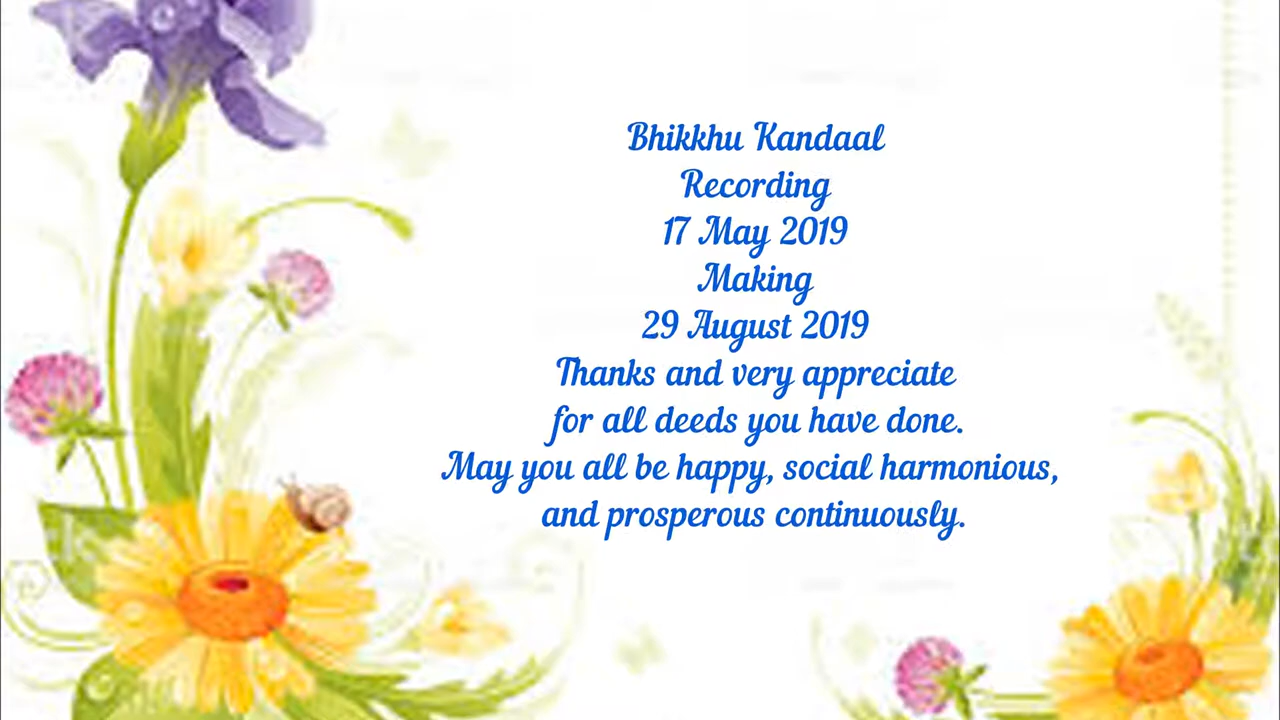 Bhikkhu Kandaal
Recording
17 May 2019
Making
29 August 2019
Thanks and very appreciate
for all deeds you have done.
May you all be happy, social harmonious,
and prosperous continuously.